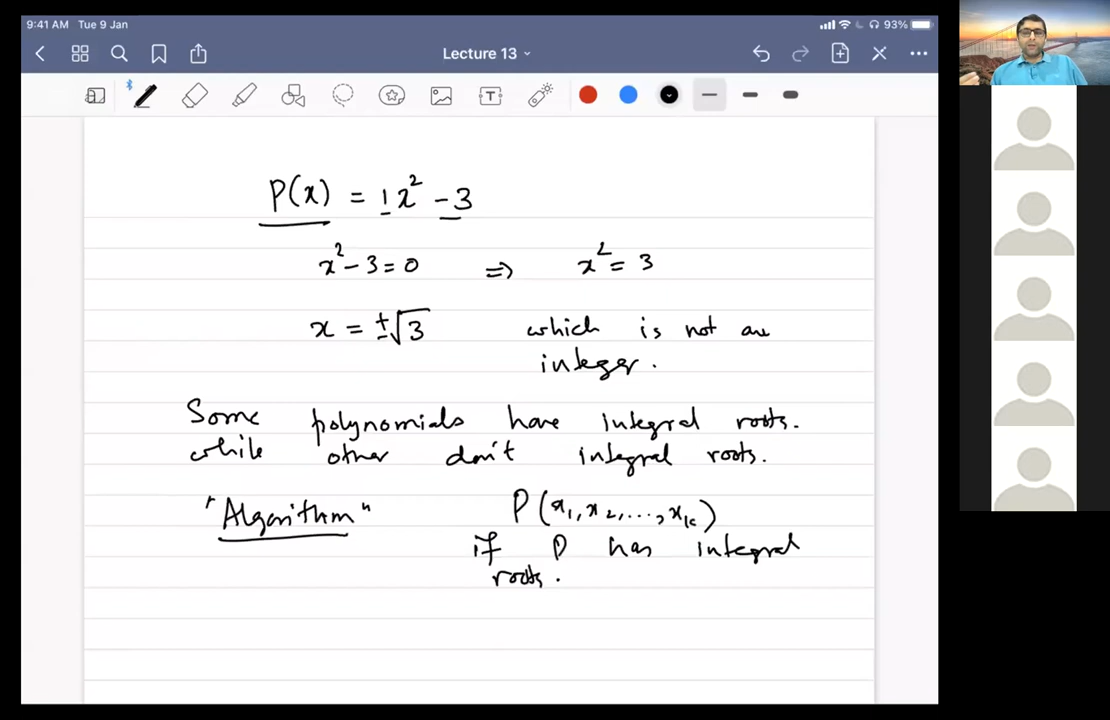 9:41 AM Tue 9 Jan
93%
Lecture 13
P(x) = 1x² - 3
x² - 3 = 0 ⇒ x² = 3
x = ±√3 which is not an
integer.
Some polynomials have integral roots.
while other don't integral roots.
"Algorithm" P(x₁, x₂, ..., xₖ)
if P has integral
roots.